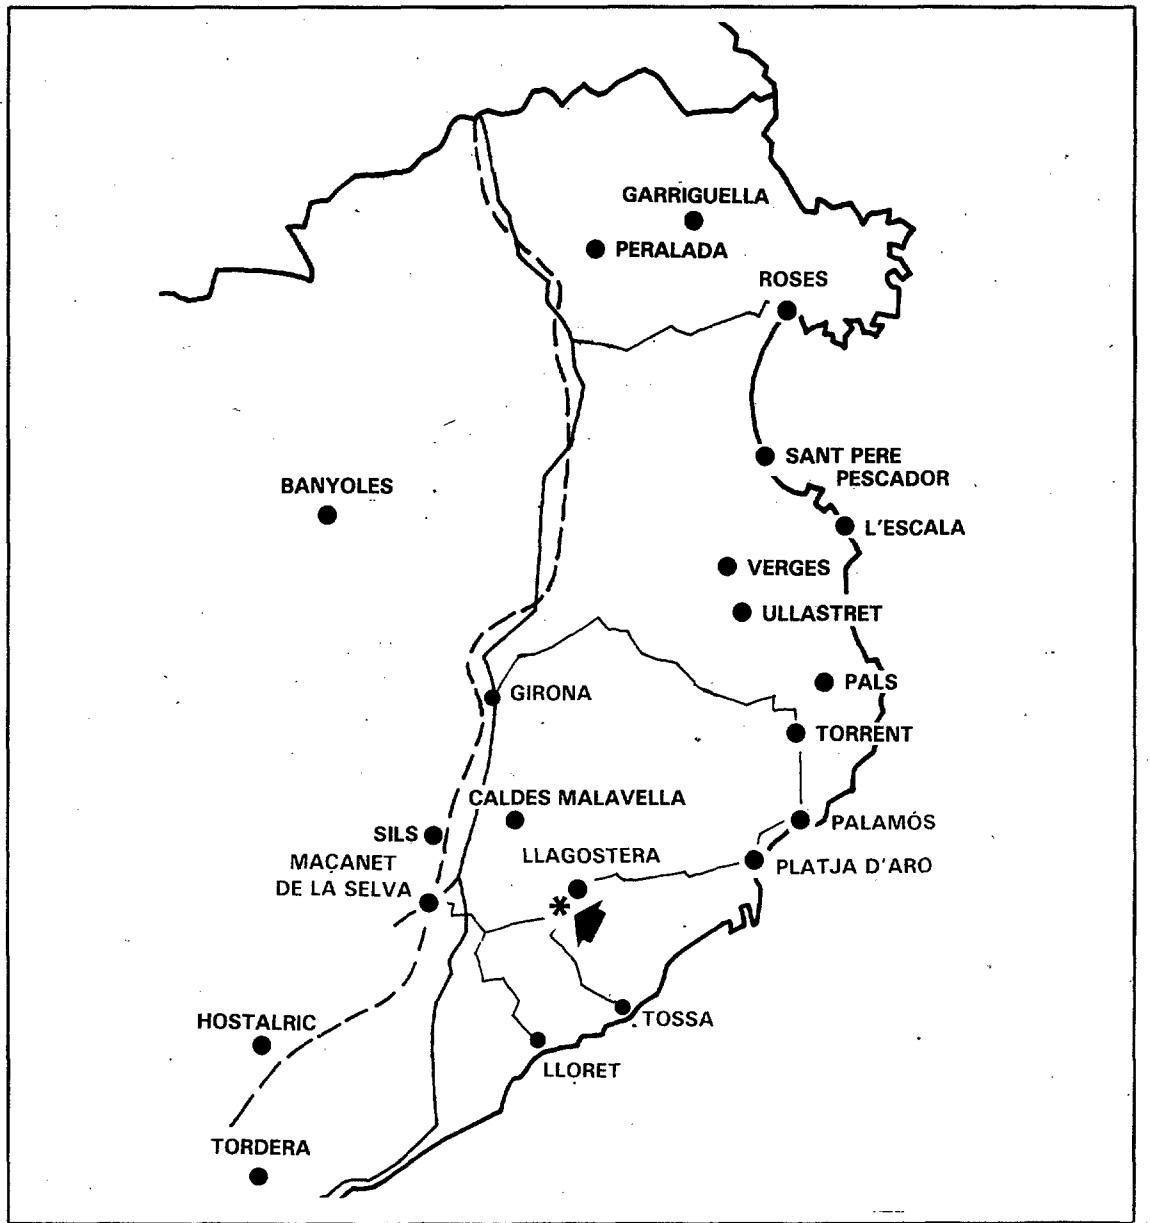 GARRIGUELLA
PERALADA
ROSES
SANT PERE
PESCADOR
BANYOLES
L'ESCALA
VERGES
ULLASTRET
PALS
GIRONA
TORRENT
CALDES MALAVELLA
PALAMÓS
SILS
LLAGOSTERA
MAÇANET
DE LA SELVA
PLATJA D'ARO
*
TOSSA
HOSTALRIC
LLORET
TORDERA